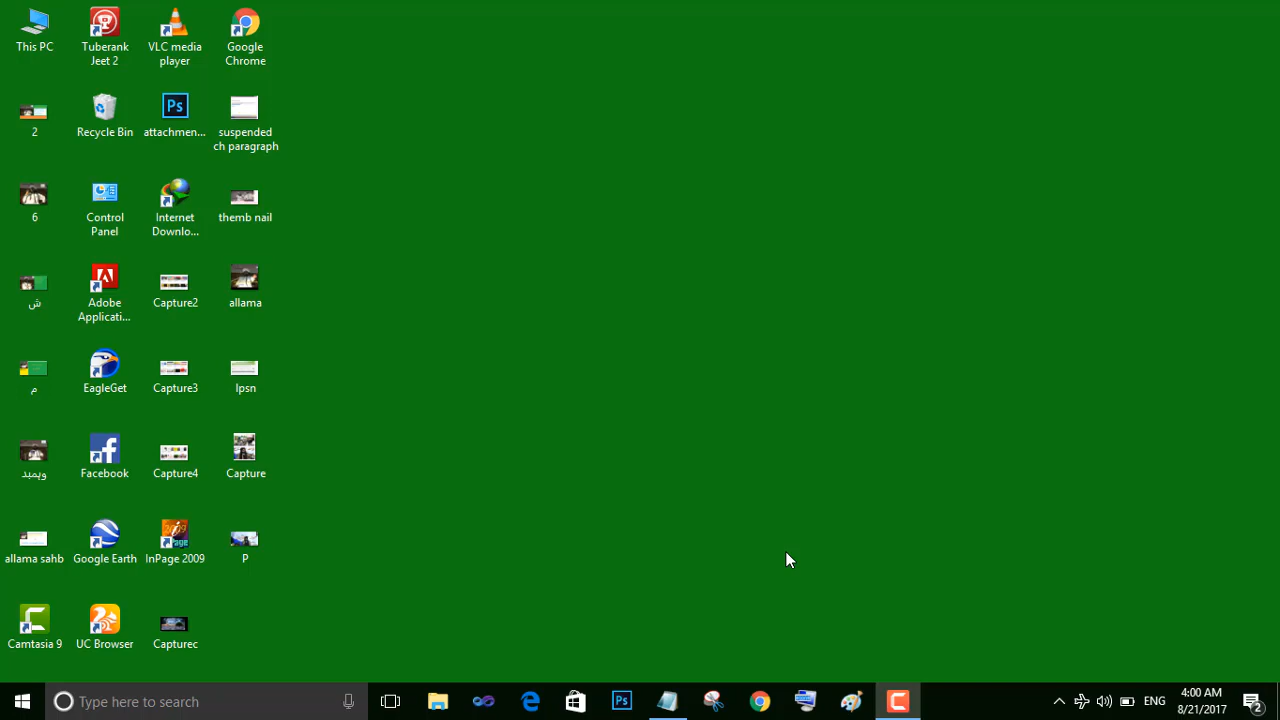 This PC
Tuberank
Jeet 2
VLC media
player
Google
Chrome
2
Recycle Bin
attachmen...
suspended
ch paragraph
6
Control
Panel
Internet
Downlo...
themb nail
ش
Adobe
Applicati...
Capture2
allama
م
EagleGet
Capture3
lpsn
ویمبد
Facebook
Capture4
Capture
allama sahb
Google Earth
InPage 2009
P
Camtasia 9
UC Browser
Capturec
Type here to search
ENG
4:00 AM
8/21/2017
2